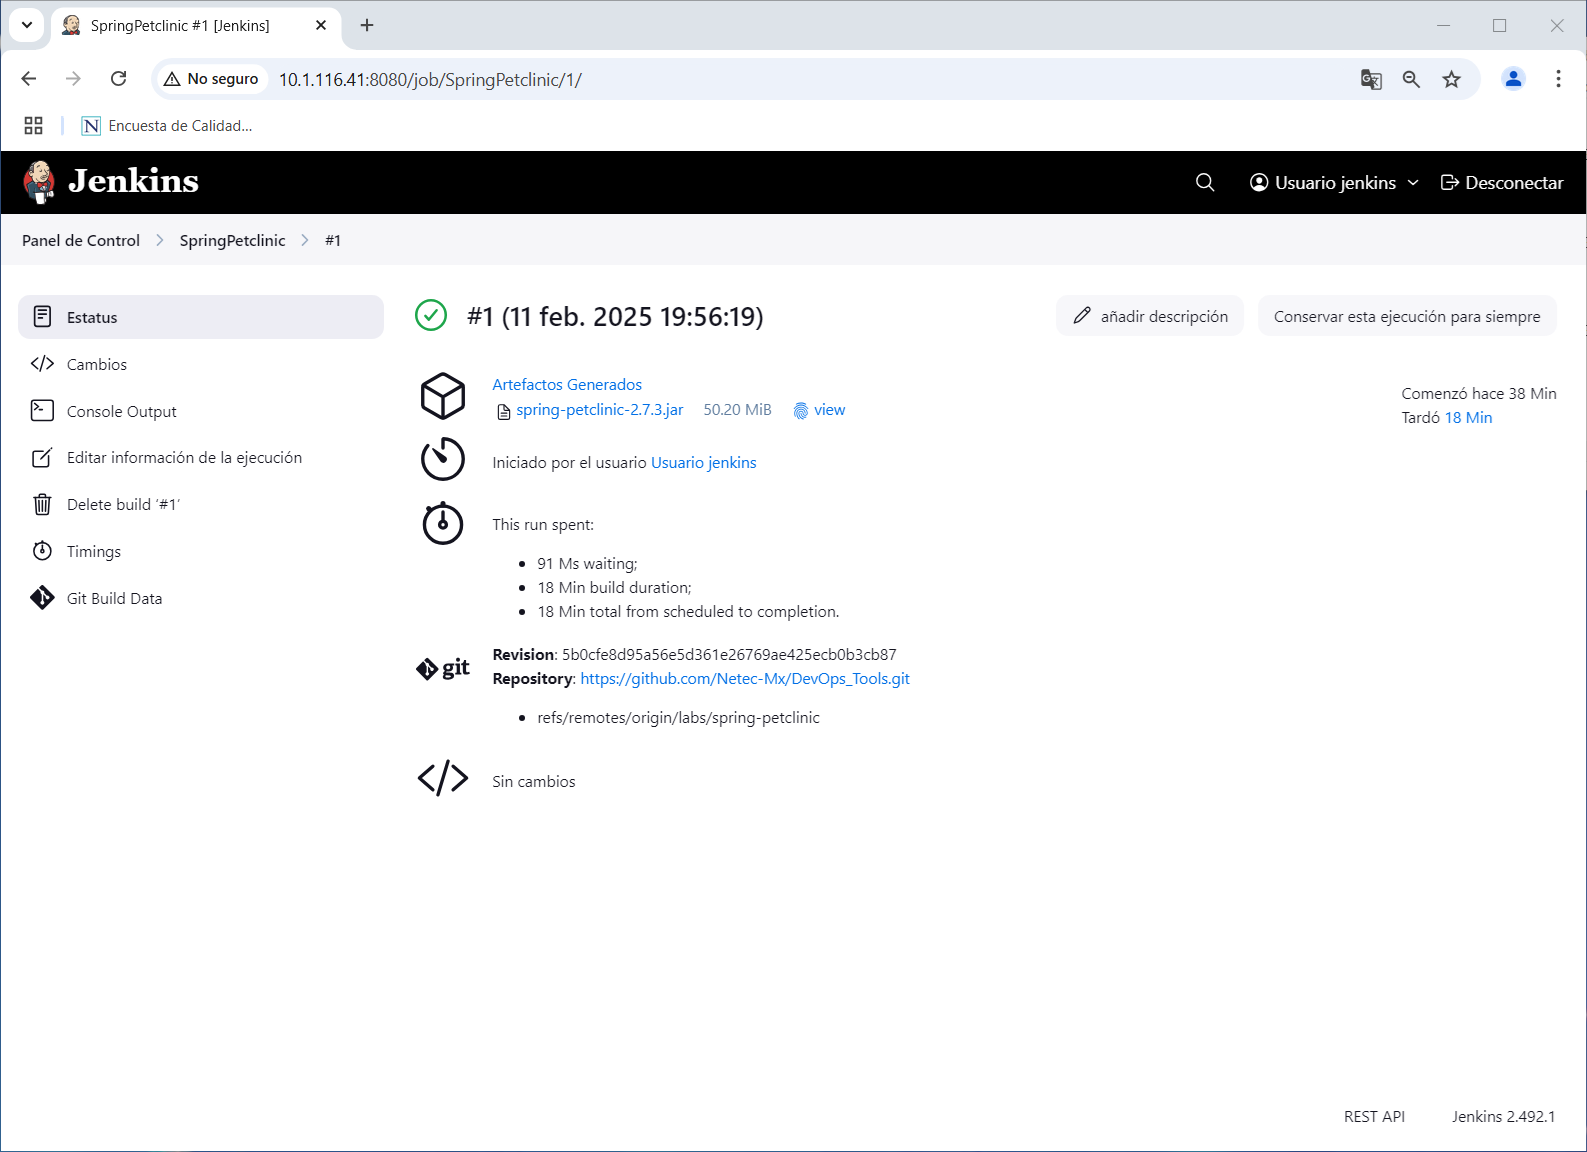 SpringPetclinic #1 [Jenkins]
No seguro
10.1.116.41:8080/job/SpringPetclinic/1/
Encuesta de Calidad...
Jenkins
Usuario jenkins
Desconectar
Panel de Control
SpringPetclinic
#1
Estatus
Cambios
Console Output
Editar información de la ejecución
Delete build ‘#1’
Timings
Git Build Data
#1 (11 feb. 2025 19:56:19)
añadir descripción
Conservar esta ejecución para siempre
Artefactos Generados
spring-petclinic-2.7.3.jar 50.20 MiB view
Comenzó hace 38 Min
Tardó 18 Min
Iniciado por el usuario Usuario jenkins
This run spent:
91 Ms waiting;
18 Min build duration;
18 Min total from scheduled to completion.
git
Revision: 5b0cfe8d95a56e5d361e26769ae425ecb0b3cb87
Repository: https://github.com/Netec-Mx/DevOps_Tools.git
refs/remotes/origin/labs/spring-petclinic
Sin cambios
REST API
Jenkins 2.492.1